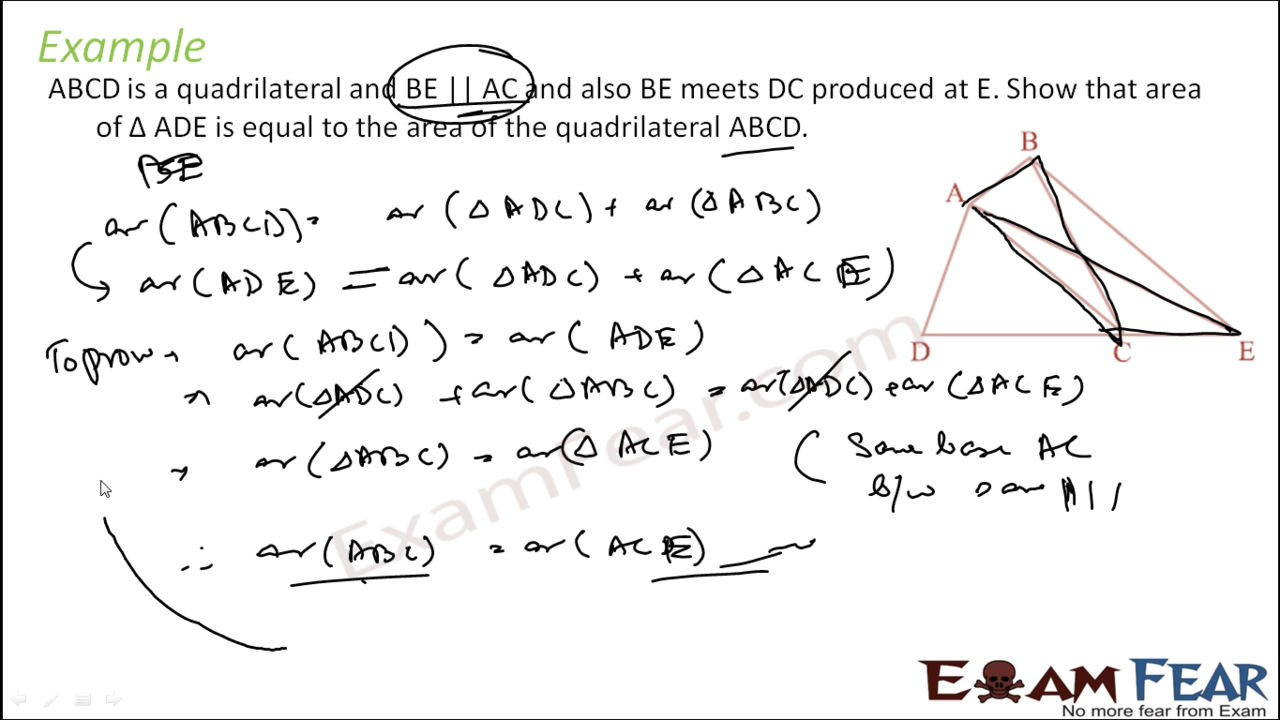 Example
ABCD is a quadrilateral and BE || AC and also BE meets DC produced at E. Show that area
of Δ ADE is equal to the area of the quadrilateral ABCD.
ar (ABCD) = ar (Δ ADC) + ar (Δ ABC)
ar (ADE) = ar (Δ ADC) + ar (Δ ACE)
To prove, ar (ABCD) = ar (ADE)
ar (ΔADC) + ar (ΔABC) = ar (ΔADC) + ar (ΔACE)
ar (ΔABC) = ar (Δ ACE) ( Same base AC
b/w same ||
∴ ar (ABC) = ar (ACE)
B
A
D
C
E
ExamFear.com
EXAM FEAR
No more fear from Exam